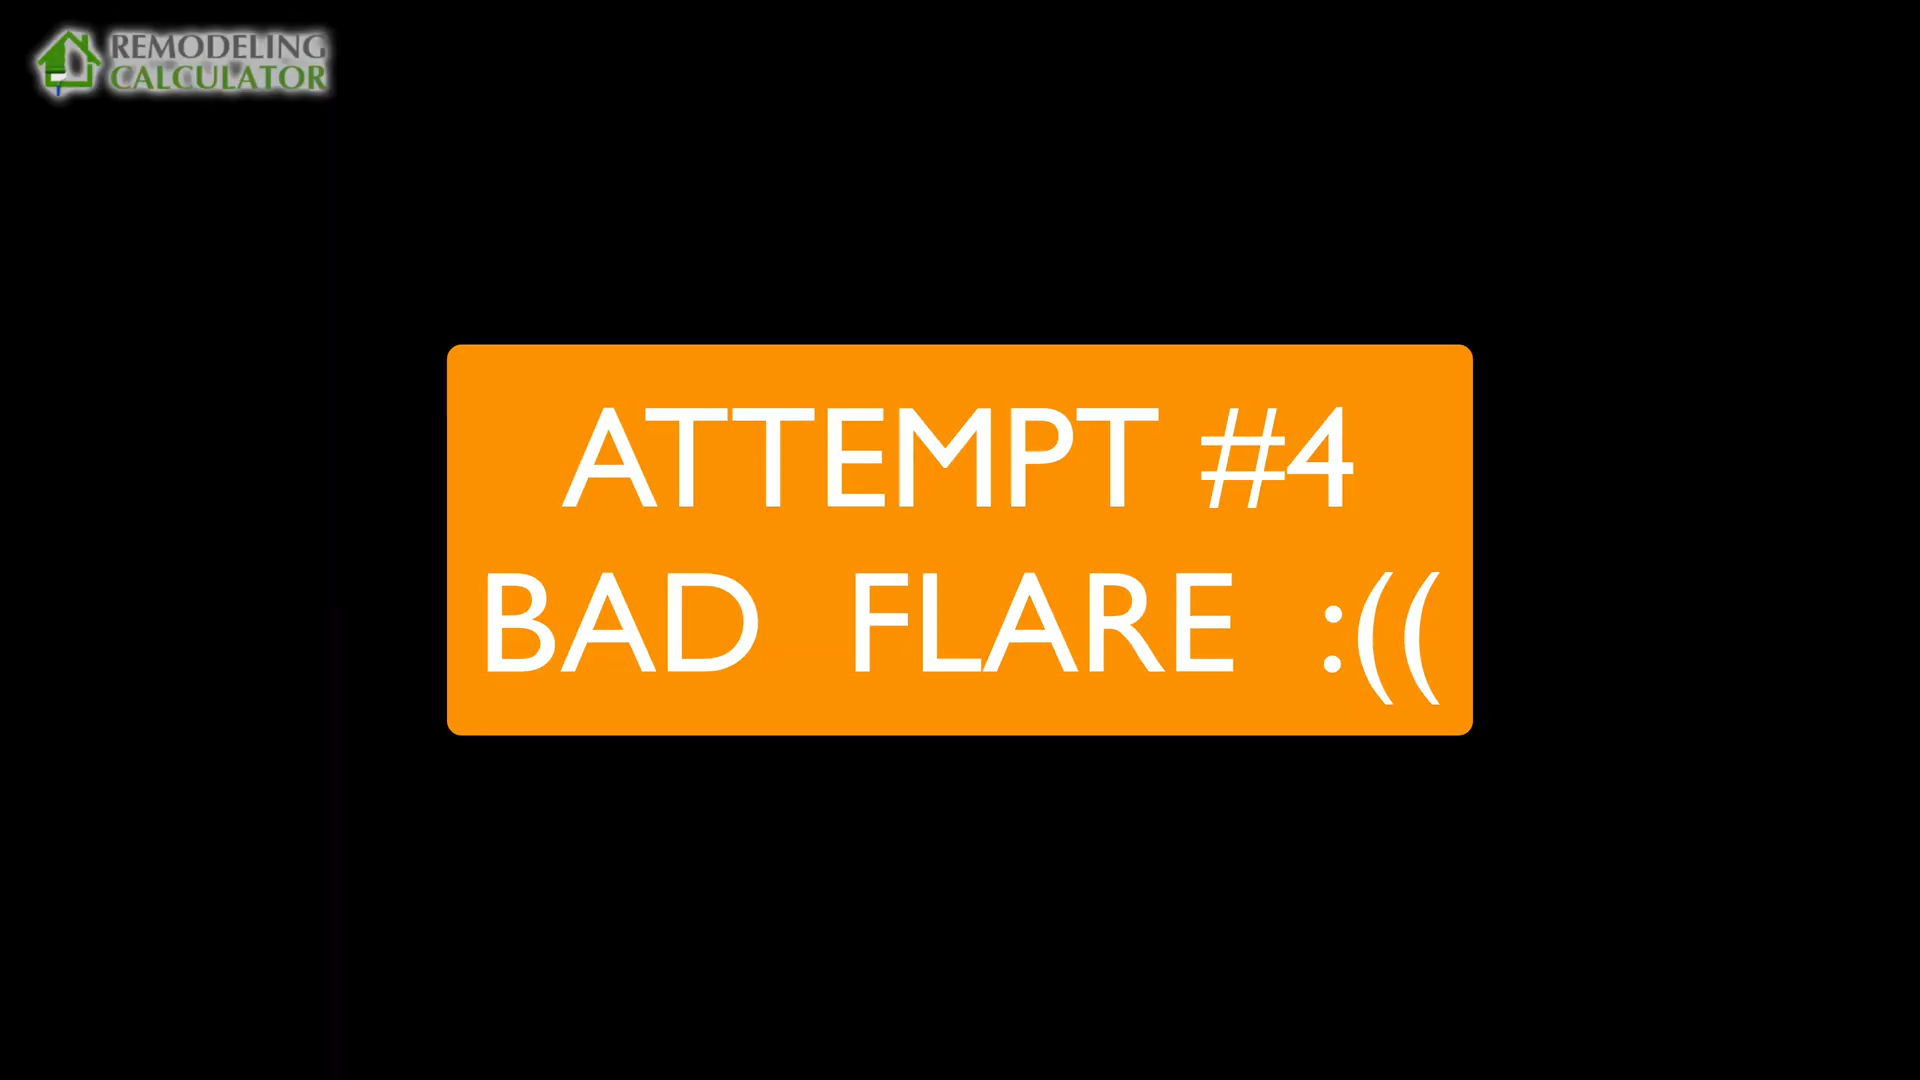 REMODELING
CALCULATOR
ATTEMPT #4
BAD FLARE :((